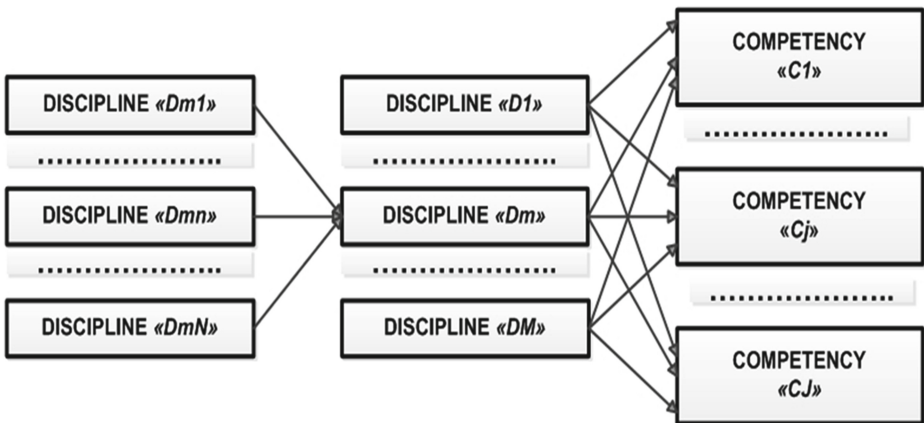 DISCIPLINE «Dm1»
....................
DISCIPLINE «Dmn»
....................
DISCIPLINE «DmN»
DISCIPLINE «D1»
....................
DISCIPLINE «Dm»
....................
DISCIPLINE «DM»
COMPETENCY
«C1»
....................
COMPETENCY
«Cj»
....................
COMPETENCY
«CJ»